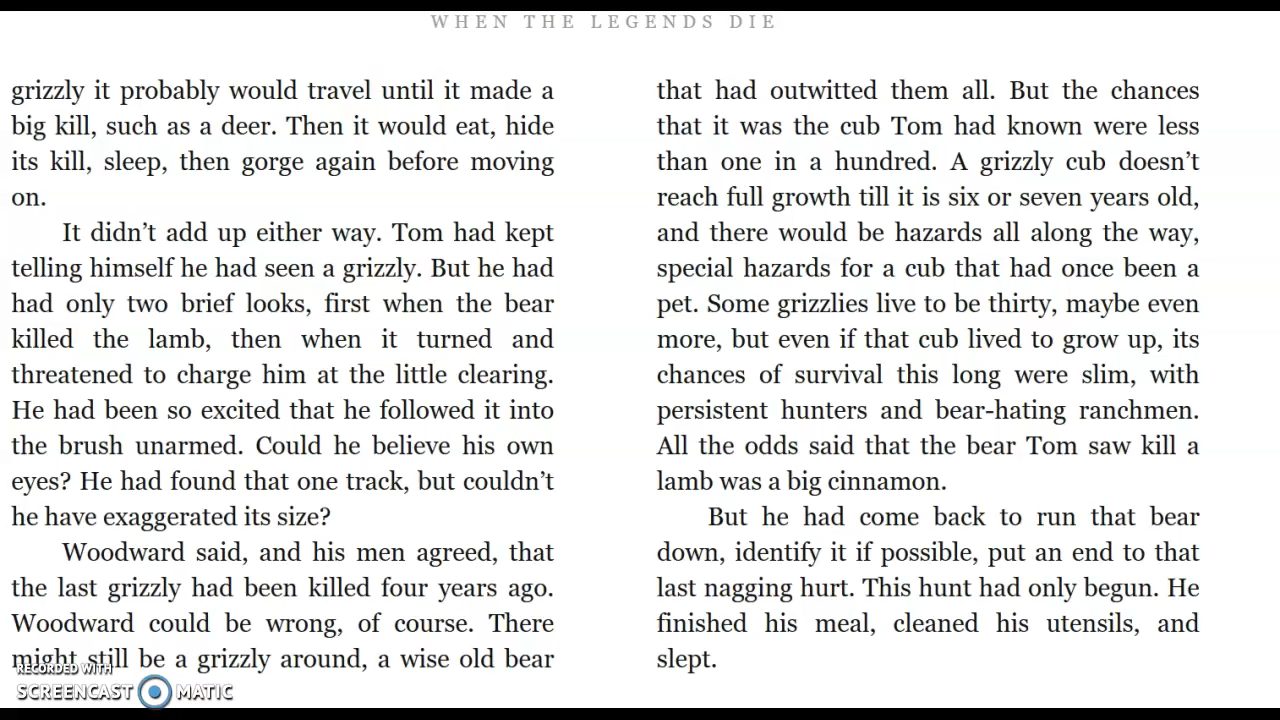 WHEN THE LEGENDS DIE
grizzly it probably would travel until it made a
big kill, such as a deer. Then it would eat, hide
its kill, sleep, then gorge again before moving
on.
It didn’t add up either way. Tom had kept
telling himself he had seen a grizzly. But he had
had only two brief looks, first when the bear
killed the lamb, then when it turned and
threatened to charge him at the little clearing.
He had been so excited that he followed it into
the brush unarmed. Could he believe his own
eyes? He had found that one track, but couldn’t
he have exaggerated its size?
Woodward said, and his men agreed, that
the last grizzly had been killed four years ago.
Woodward could be wrong, of course. There
might still be a grizzly around, a wise old bear
that had outwitted them all. But the chances
that it was the cub Tom had known were less
than one in a hundred. A grizzly cub doesn’t
reach full growth till it is six or seven years old,
and there would be hazards all along the way,
special hazards for a cub that had once been a
pet. Some grizzlies live to be thirty, maybe even
more, but even if that cub lived to grow up, its
chances of survival this long were slim, with
persistent hunters and bear-hating ranchmen.
All the odds said that the bear Tom saw kill a
lamb was a big cinnamon.
But he had come back to run that bear
down, identify it if possible, put an end to that
last nagging hurt. This hunt had only begun. He
finished his meal, cleaned his utensils, and
slept.
RECORDED WITH
SCREENCAST MATIC